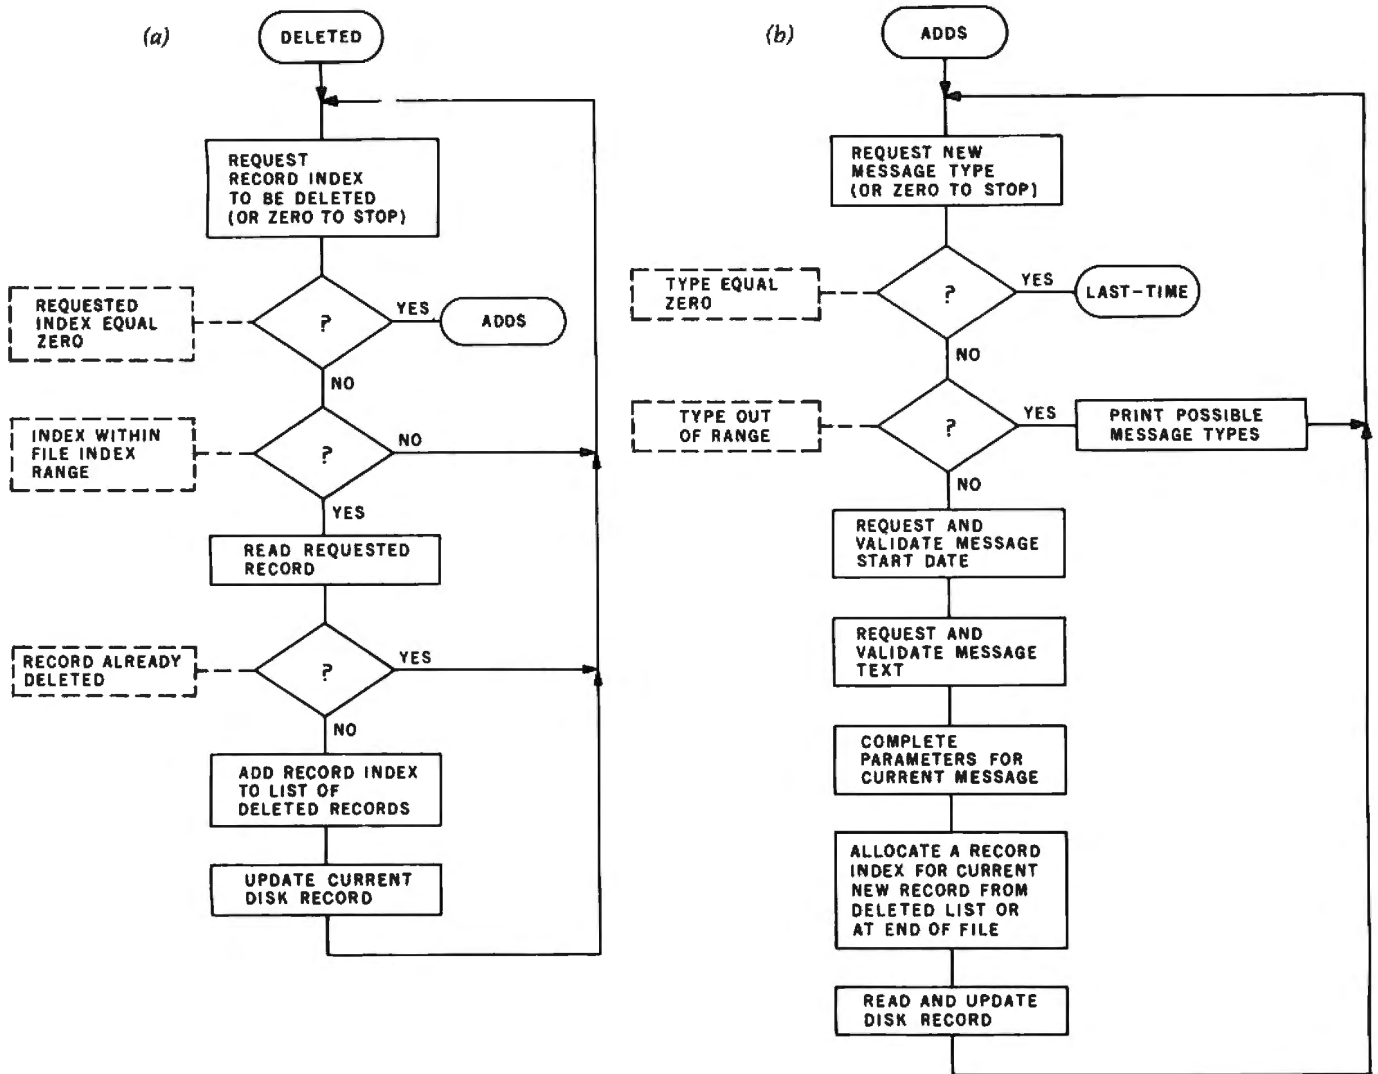 (a)
DELETED
REQUEST
RECORD INDEX
TO BE DELETED
(OR ZERO TO STOP)
REQUESTED
INDEX EQUAL
ZERO
?
YES
ADDS
NO
INDEX WITHIN
FILE INDEX
RANGE
?
NO
YES
READ REQUESTED
RECORD
RECORD ALREADY
DELETED
?
YES
NO
ADD RECORD INDEX
TO LIST OF
DELETED RECORDS
UPDATE CURRENT
DISK RECORD
(b)
ADDS
REQUEST NEW
MESSAGE TYPE
(OR ZERO TO STOP)
TYPE EQUAL
ZERO
?
YES
LAST-TIME
NO
TYPE OUT
OF RANGE
?
YES
PRINT POSSIBLE
MESSAGE TYPES
NO
REQUEST AND
VALIDATE MESSAGE
START DATE
REQUEST AND
VALIDATE MESSAGE
TEXT
COMPLETE
PARAMETERS FOR
CURRENT MESSAGE
ALLOCATE A RECORD
INDEX FOR CURRENT
NEW RECORD FROM
DELETED LIST OR
AT END OF FILE
READ AND UPDATE
DISK RECORD